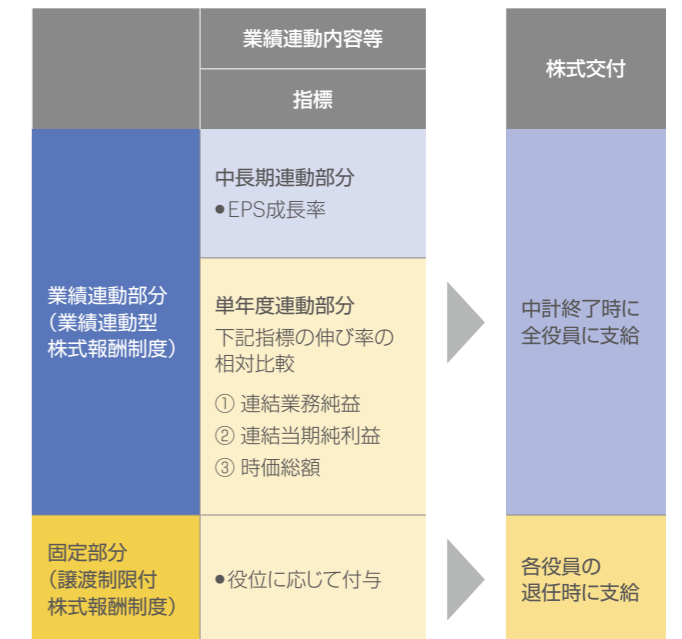 業績連動内容等
指標
株式交付
業績連動部分
（業績連動型
株式報酬制度）
中長期連動部分
●EPS成長率
単年度連動部分
下記指標の伸び率の
相対比較
① 連結業務純益
② 連結当期純利益
③ 時価総額
中計終了時に
全役員に支給
固定部分
（譲渡制限付
株式報酬制度）
●役位に応じて付与
各役員の
退任時に支給